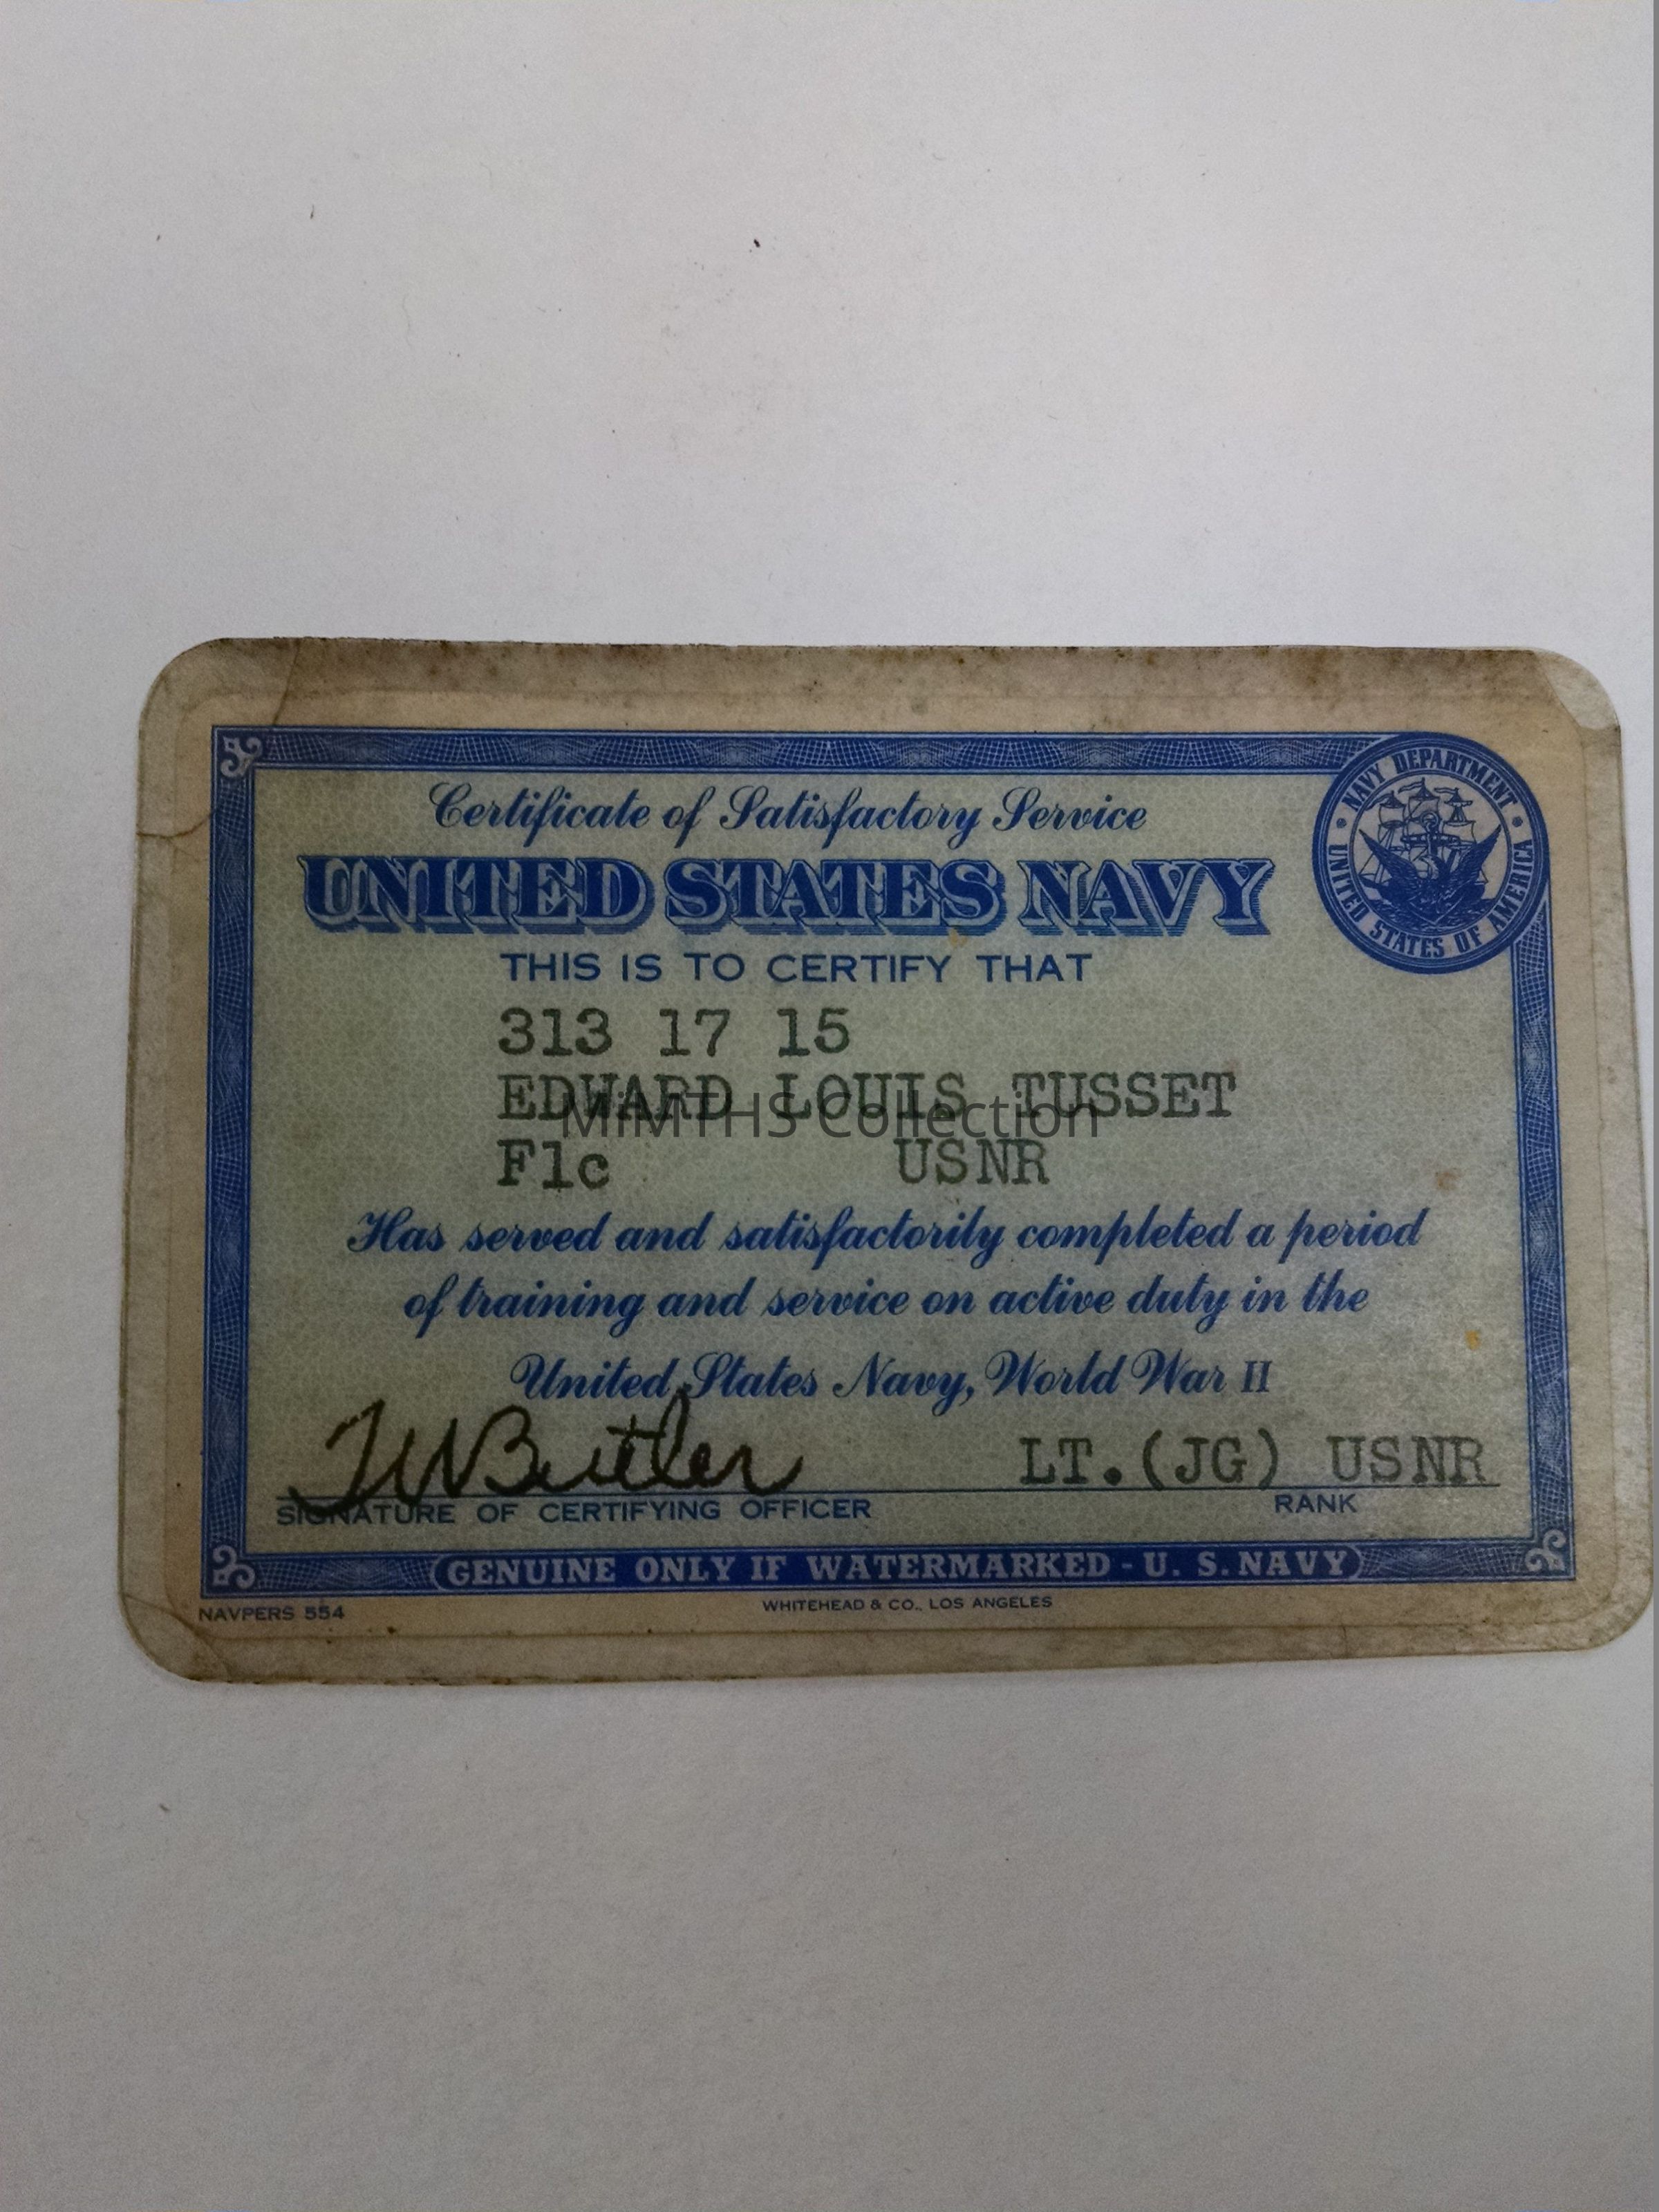 Certificate of Satisfactory Service
UNITED STATES NAVY
NAVY DEPARTMENT
UNITED STATES OF AMERICA
THIS IS TO CERTIFY THAT
313 17 15
EDWARD LOUIS TUSSET
MiMTHS Collection
F1c USNR
Has served and satisfactorily completed a period
of training and service on active duty in the
United States Navy, World War II
Butler LT.(JG) USNR
SIGNATURE OF CERTIFYING OFFICER RANK
GENUINE ONLY IF WATERMARKED - U. S. NAVY
NAVPERS 554 WHITEHEAD & CO., LOS ANGELES